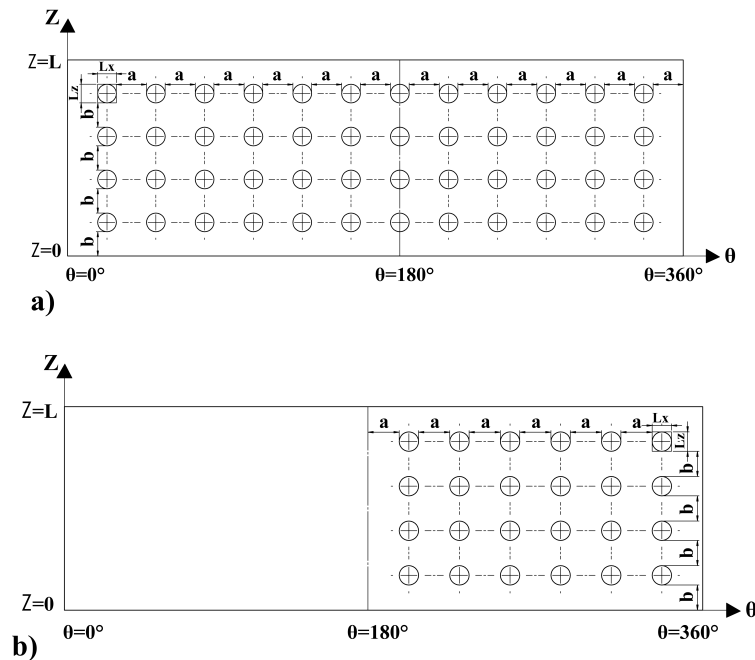 Z
Z=L
Lx a a a a a a a a a a a a
Lz
b
b
b
b
Z=0
θ
θ=0° θ=180° θ=360°
a)
Z
Z=L
a a a a a a Lx
Lz
b
b
b
b
Z=0
θ
θ=0° θ=180° θ=360°
b)